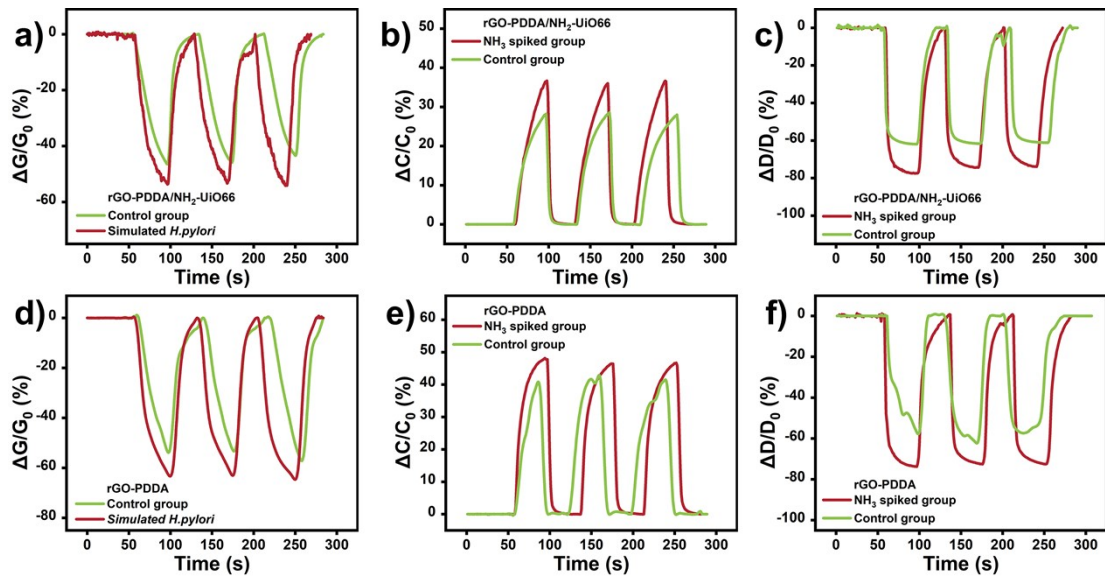 a)
ΔG/G₀ (%)
0
-20
-40
-60
rGO-PDDA/NH₂-UiO66
Control group
Simulated H.pylori
0 50 100 150 200 250 300
Time (s)
b)
ΔC/C₀ (%)
50
40
30
20
10
0
rGO-PDDA/NH₂-UiO66
NH₃ spiked group
Control group
0 50 100 150 200 250 300
Time (s)
c)
ΔD/D₀ (%)
0
-20
-40
-60
-80
-100
rGO-PDDA/NH₂-UiO66
NH₃ spiked group
Control group
0 50 100 150 200 250 300
Time (s)
d)
ΔG/G₀ (%)
0
-20
-40
-60
-80
rGO-PDDA
Control group
Simulated H.pylori
0 50 100 150 200 250 300
Time (s)
e)
ΔC/C₀ (%)
60
50
40
30
20
10
0
rGO-PDDA
NH₃ spiked group
Control group
0 50 100 150 200 250 300
Time (s)
f)
ΔD/D₀ (%)
0
-20
-40
-60
-80
-100
rGO-PDDA
NH₃ spiked group
Control group
0 50 100 150 200 250 300
Time (s)